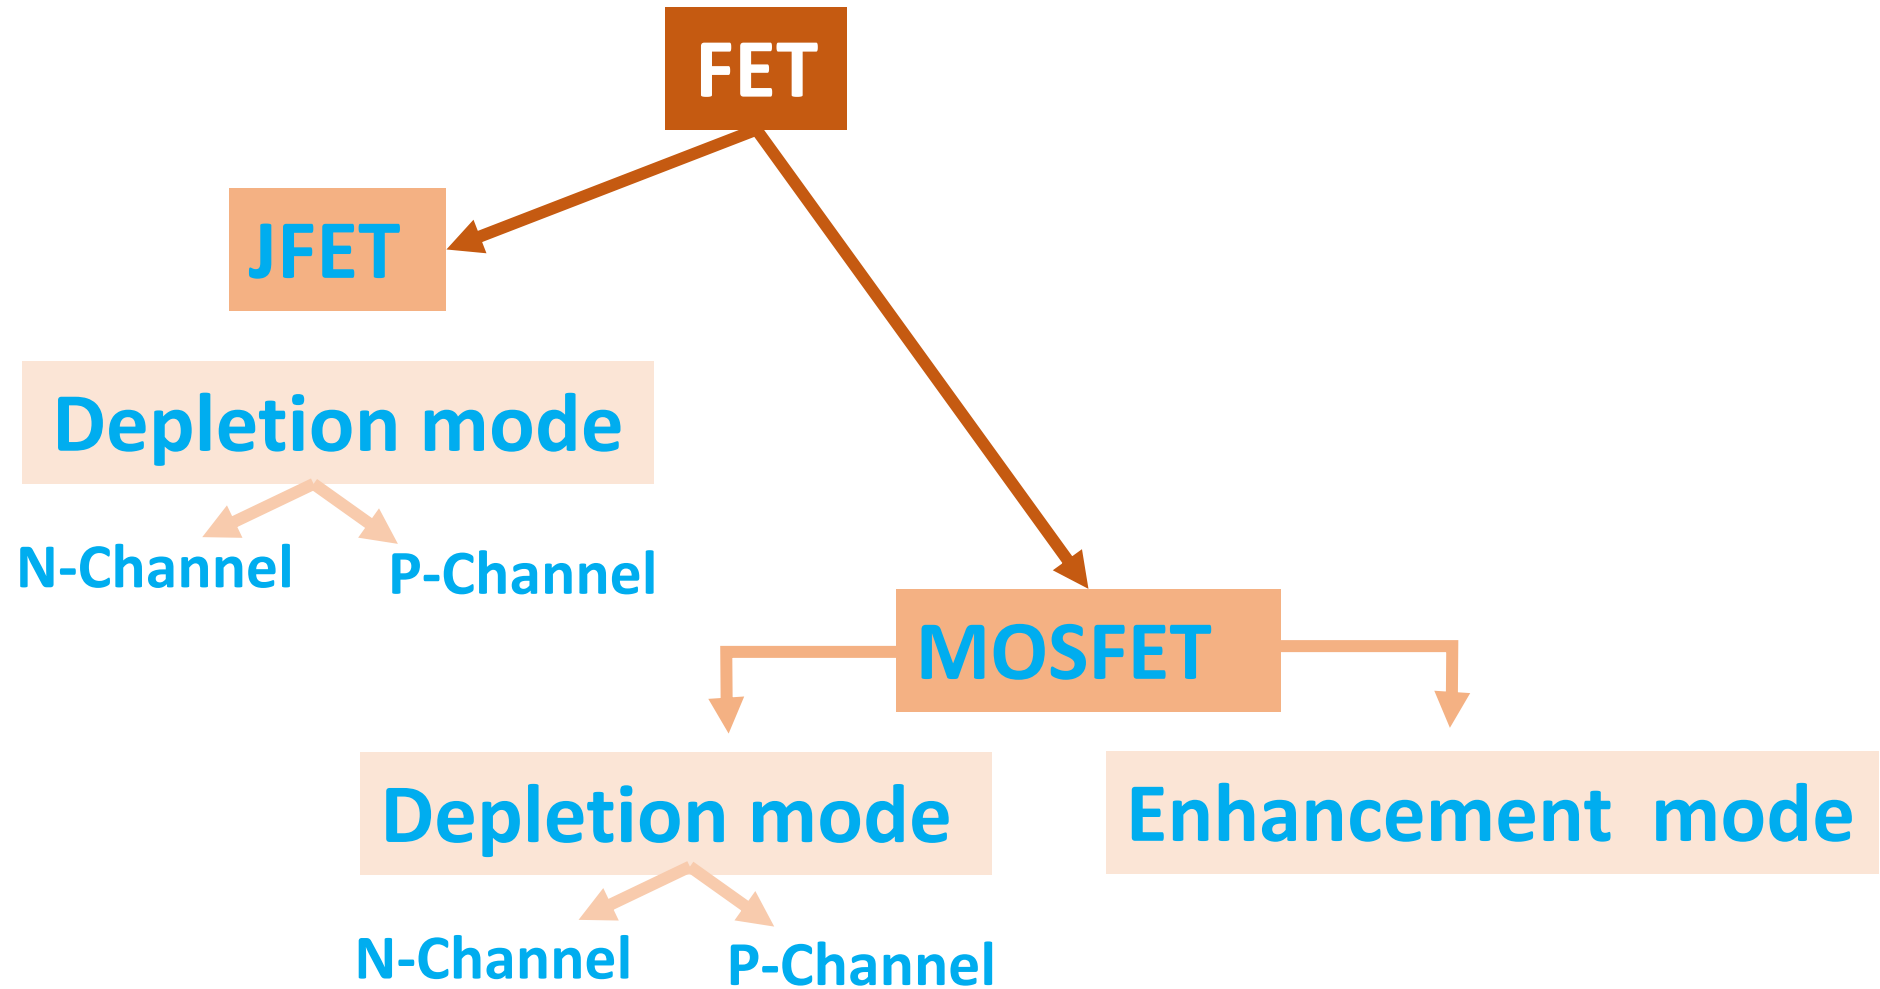 FET
JFET
Depletion mode
N-Channel
P-Channel
MOSFET
Depletion mode
Enhancement  mode
N-Channel
P-Channel